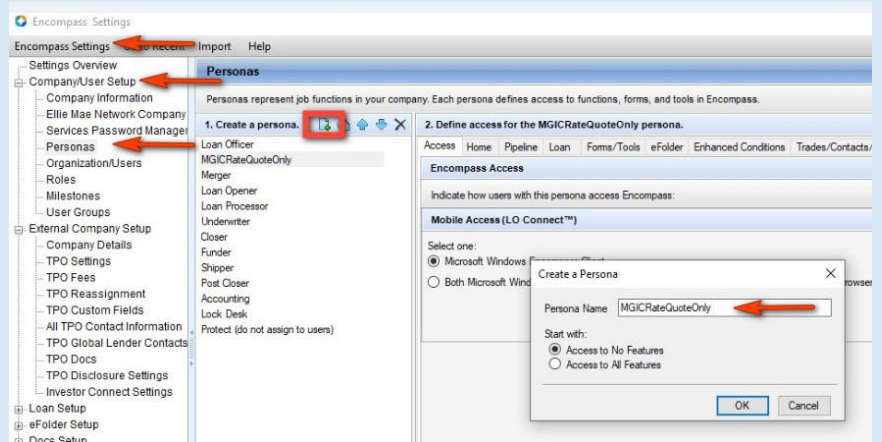 Encompass Settings
Encompass Settings Recent Import Help
Settings Overview
Company/User Setup
Company Information
Ellie Mae Network Company
Services Password Manager
Personas
Organization/Users
Roles
Milestones
User Groups
External Company Setup
Company Details
TPO Settings
TPO Fees
TPO Reassignment
TPO Custom Fields
All TPO Contact Information
TPO Global Lender Contacts
TPO Docs
TPO Disclosure Settings
Investor Connect Settings
Loan Setup
eFolder Setup
Docs Setup
Personas
Personas represent job functions in your company. Each persona defines access to functions, forms, and tools in Encompass.
1. Create a persona.
Loan Officer
MGICRateQuoteOnly
Merger
Loan Opener
Loan Processor
Underwriter
Closer
Funder
Shipper
Post Closer
Accounting
Lock Desk
Protect (do not assign to users)
2. Define access for the MGICRateQuoteOnly persona.
Access Home Pipeline Loan Forms/Tools eFolder Enhanced Conditions Trades/Contacts/
Encompass Access
Indicate how users with this persona access Encompass:
Mobile Access (LO Connect™)
Select one:
Microsoft Windows
Both Microsoft Wind
Create a Persona
Persona Name MGICRateQuoteOnly
Start with:
Access to No Features
Access to All Features
OK Cancel